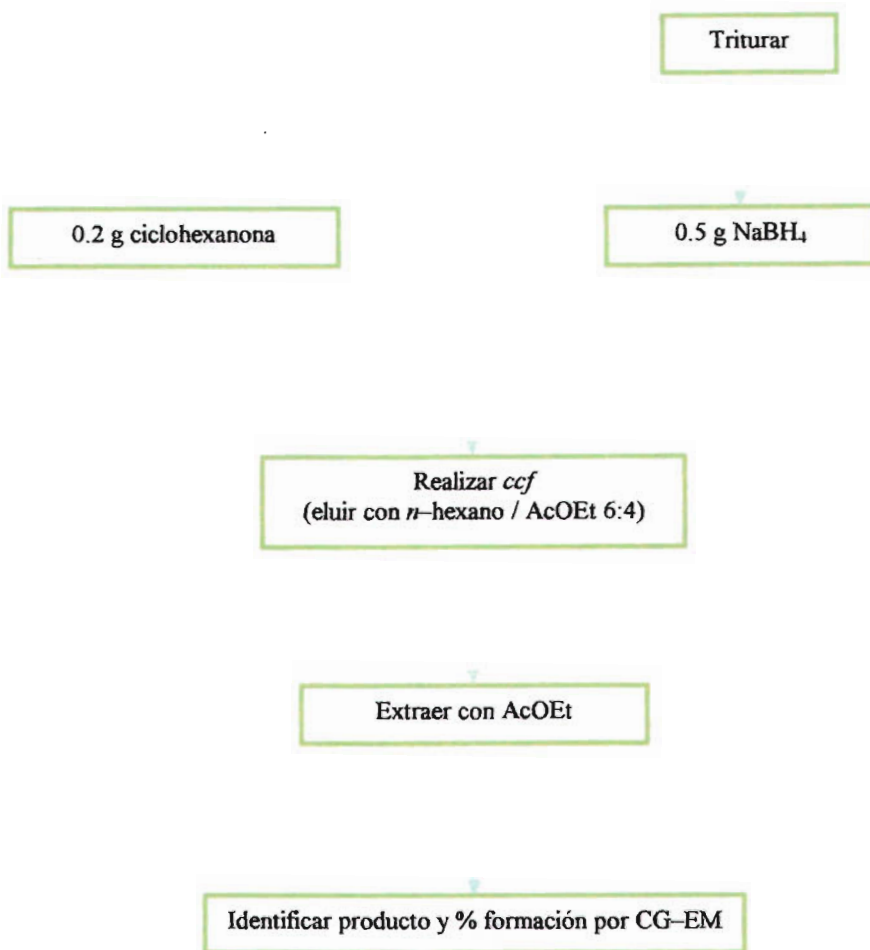 Triturar
0.2 g ciclohexanona
0.5 g NaBH₄
Realizar ccf
(eluir con n–hexano / AcOEt 6:4)
Extraer con AcOEt
Identificar producto y % formación por CG–EM